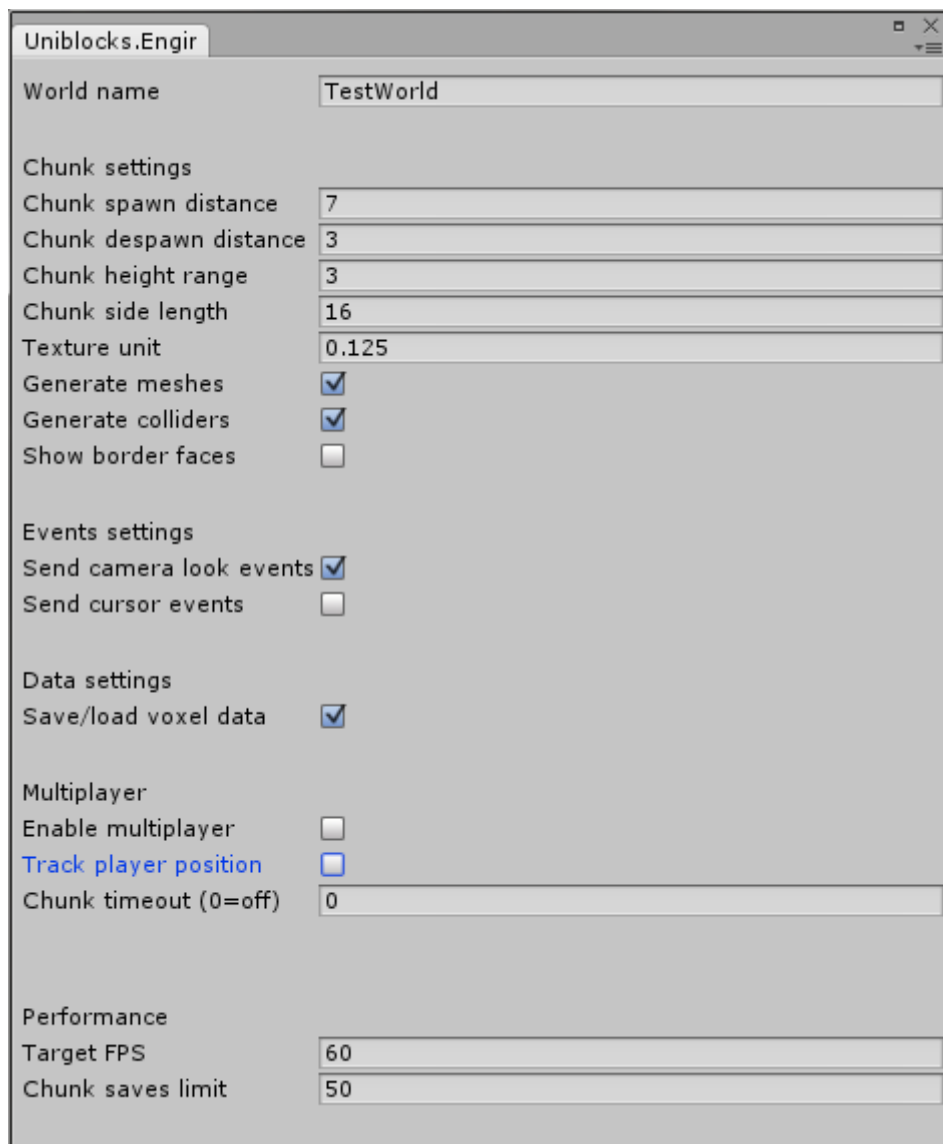 Uniblocks.Engir
World name TestWorld
Chunk settings
Chunk spawn distance 7
Chunk despawn distance 3
Chunk height range 3
Chunk side length 16
Texture unit 0.125
Generate meshes
Generate colliders
Show border faces
Events settings
Send camera look events
Send cursor events
Data settings
Save/load voxel data
Multiplayer
Enable multiplayer
Track player position
Chunk timeout (0=off) 0
Performance
Target FPS 60
Chunk saves limit 50